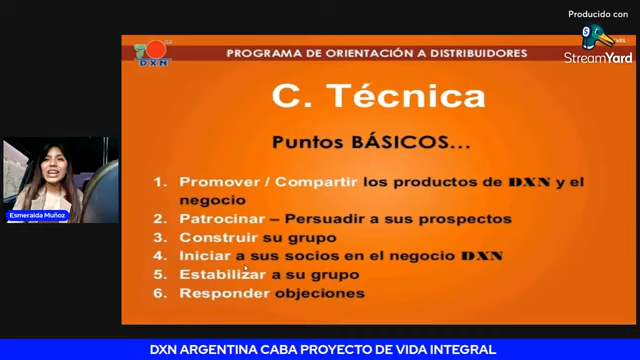 Producido con
StreamYard
DXN
PROGRAMA DE ORIENTACIÓN A DISTRIBUIDORES
C. Técnica
Puntos BÁSICOS...
1. Promover / Compartir los productos de DXN y el
negocio
2. Patrocinar – Persuadir a sus prospectos
3. Construir su grupo
4. Iniciar a sus socios en el negocio DXN
5. Estabilizar a su grupo
6. Responder objeciones
Esmeralda Muñoz
DXN ARGENTINA CABA PROYECTO DE VIDA INTEGRAL